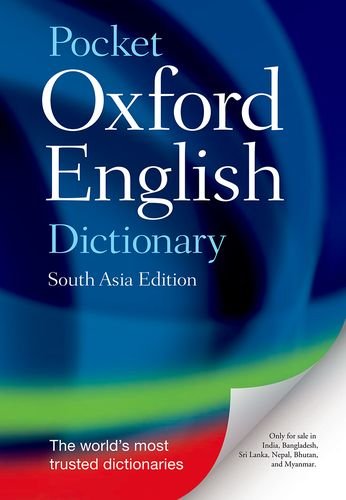 Pocket
Oxford
English
Dictionary
South Asia Edition
The world's most
trusted dictionaries
Only for sale in
India, Bangladesh,
Sri Lanka, Nepal, Bhutan,
and Myanmar.